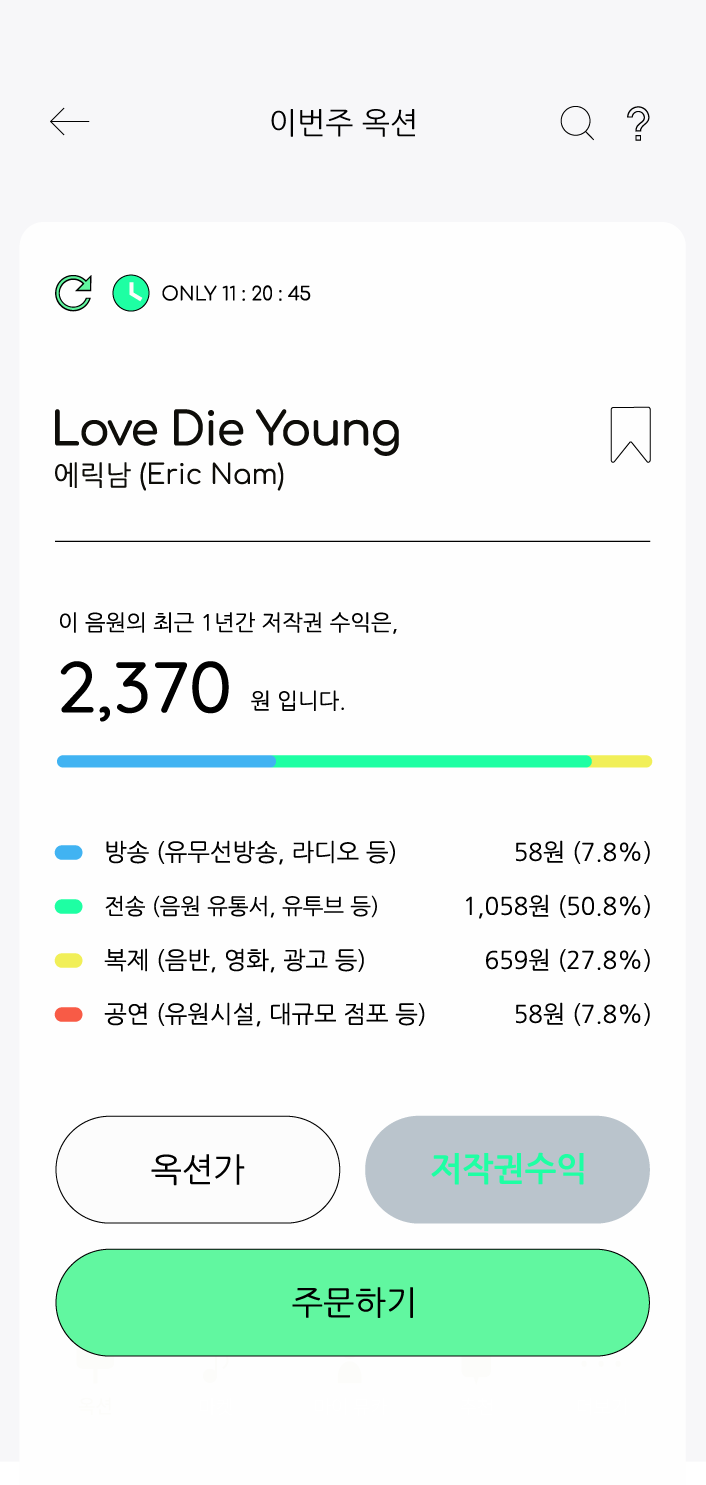 이번주 옥션
ONLY 11 : 20 : 45
Love Die Young
에릭남 (Eric Nam)
이 음원의 최근 1년간 저작권 수익은,
2,370 원 입니다.
방송 (유무선방송, 라디오 등) 58원 (7.8%)
전송 (음원 유통서, 유투브 등) 1,058원 (50.8%)
복제 (음반, 영화, 광고 등) 659원 (27.8%)
공연 (유원시설, 대규모 점포 등) 58원 (7.8%)
옥션가 저작권수익
주문하기